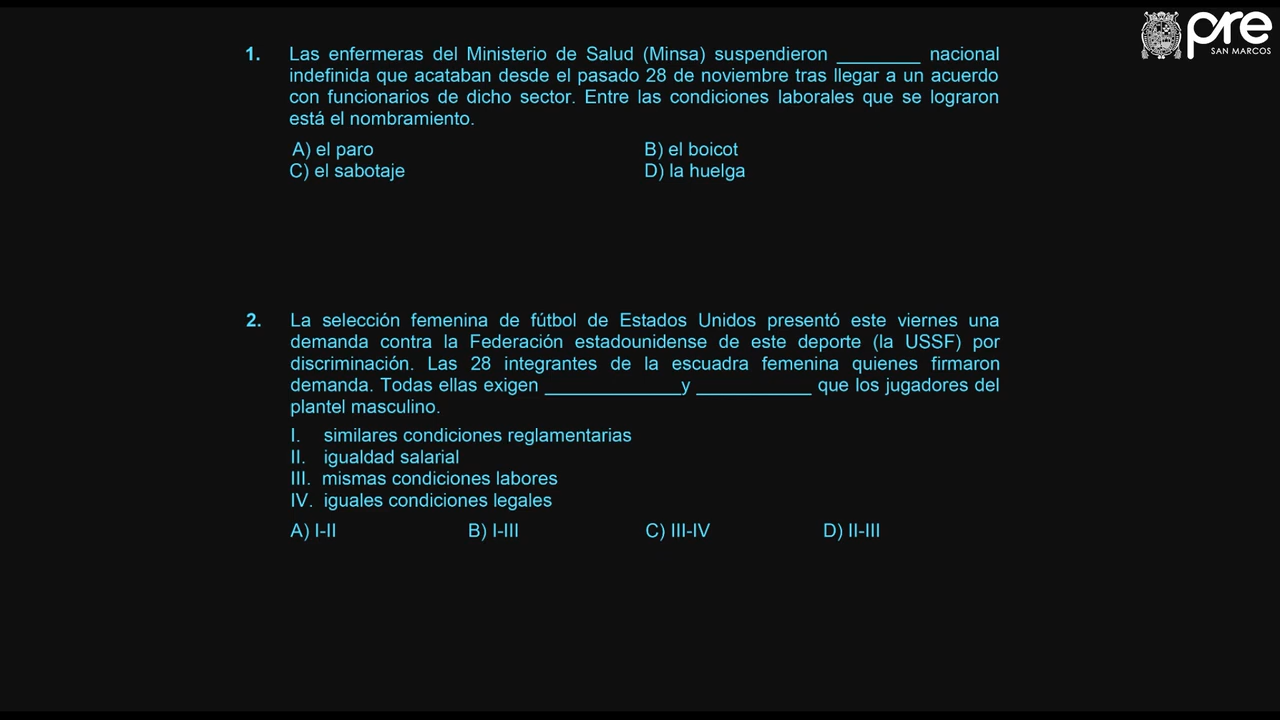 pre
SAN MARCOS
1. Las enfermeras del Ministerio de Salud (Minsa) suspendieron ________ nacional
indefinida que acataban desde el pasado 28 de noviembre tras llegar a un acuerdo
con funcionarios de dicho sector. Entre las condiciones laborales que se lograron
está el nombramiento.
A) el paro B) el boicot
C) el sabotaje D) la huelga
2. La selección femenina de fútbol de Estados Unidos presentó este viernes una
demanda contra la Federación estadounidense de este deporte (la USSF) por
discriminación. Las 28 integrantes de la escuadra femenina quienes firmaron
demanda. Todas ellas exigen _____________y ___________ que los jugadores del
plantel masculino.
I. similares condiciones reglamentarias
II. igualdad salarial
III. mismas condiciones labores
IV. iguales condiciones legales
A) I-II B) I-III C) III-IV D) II-III